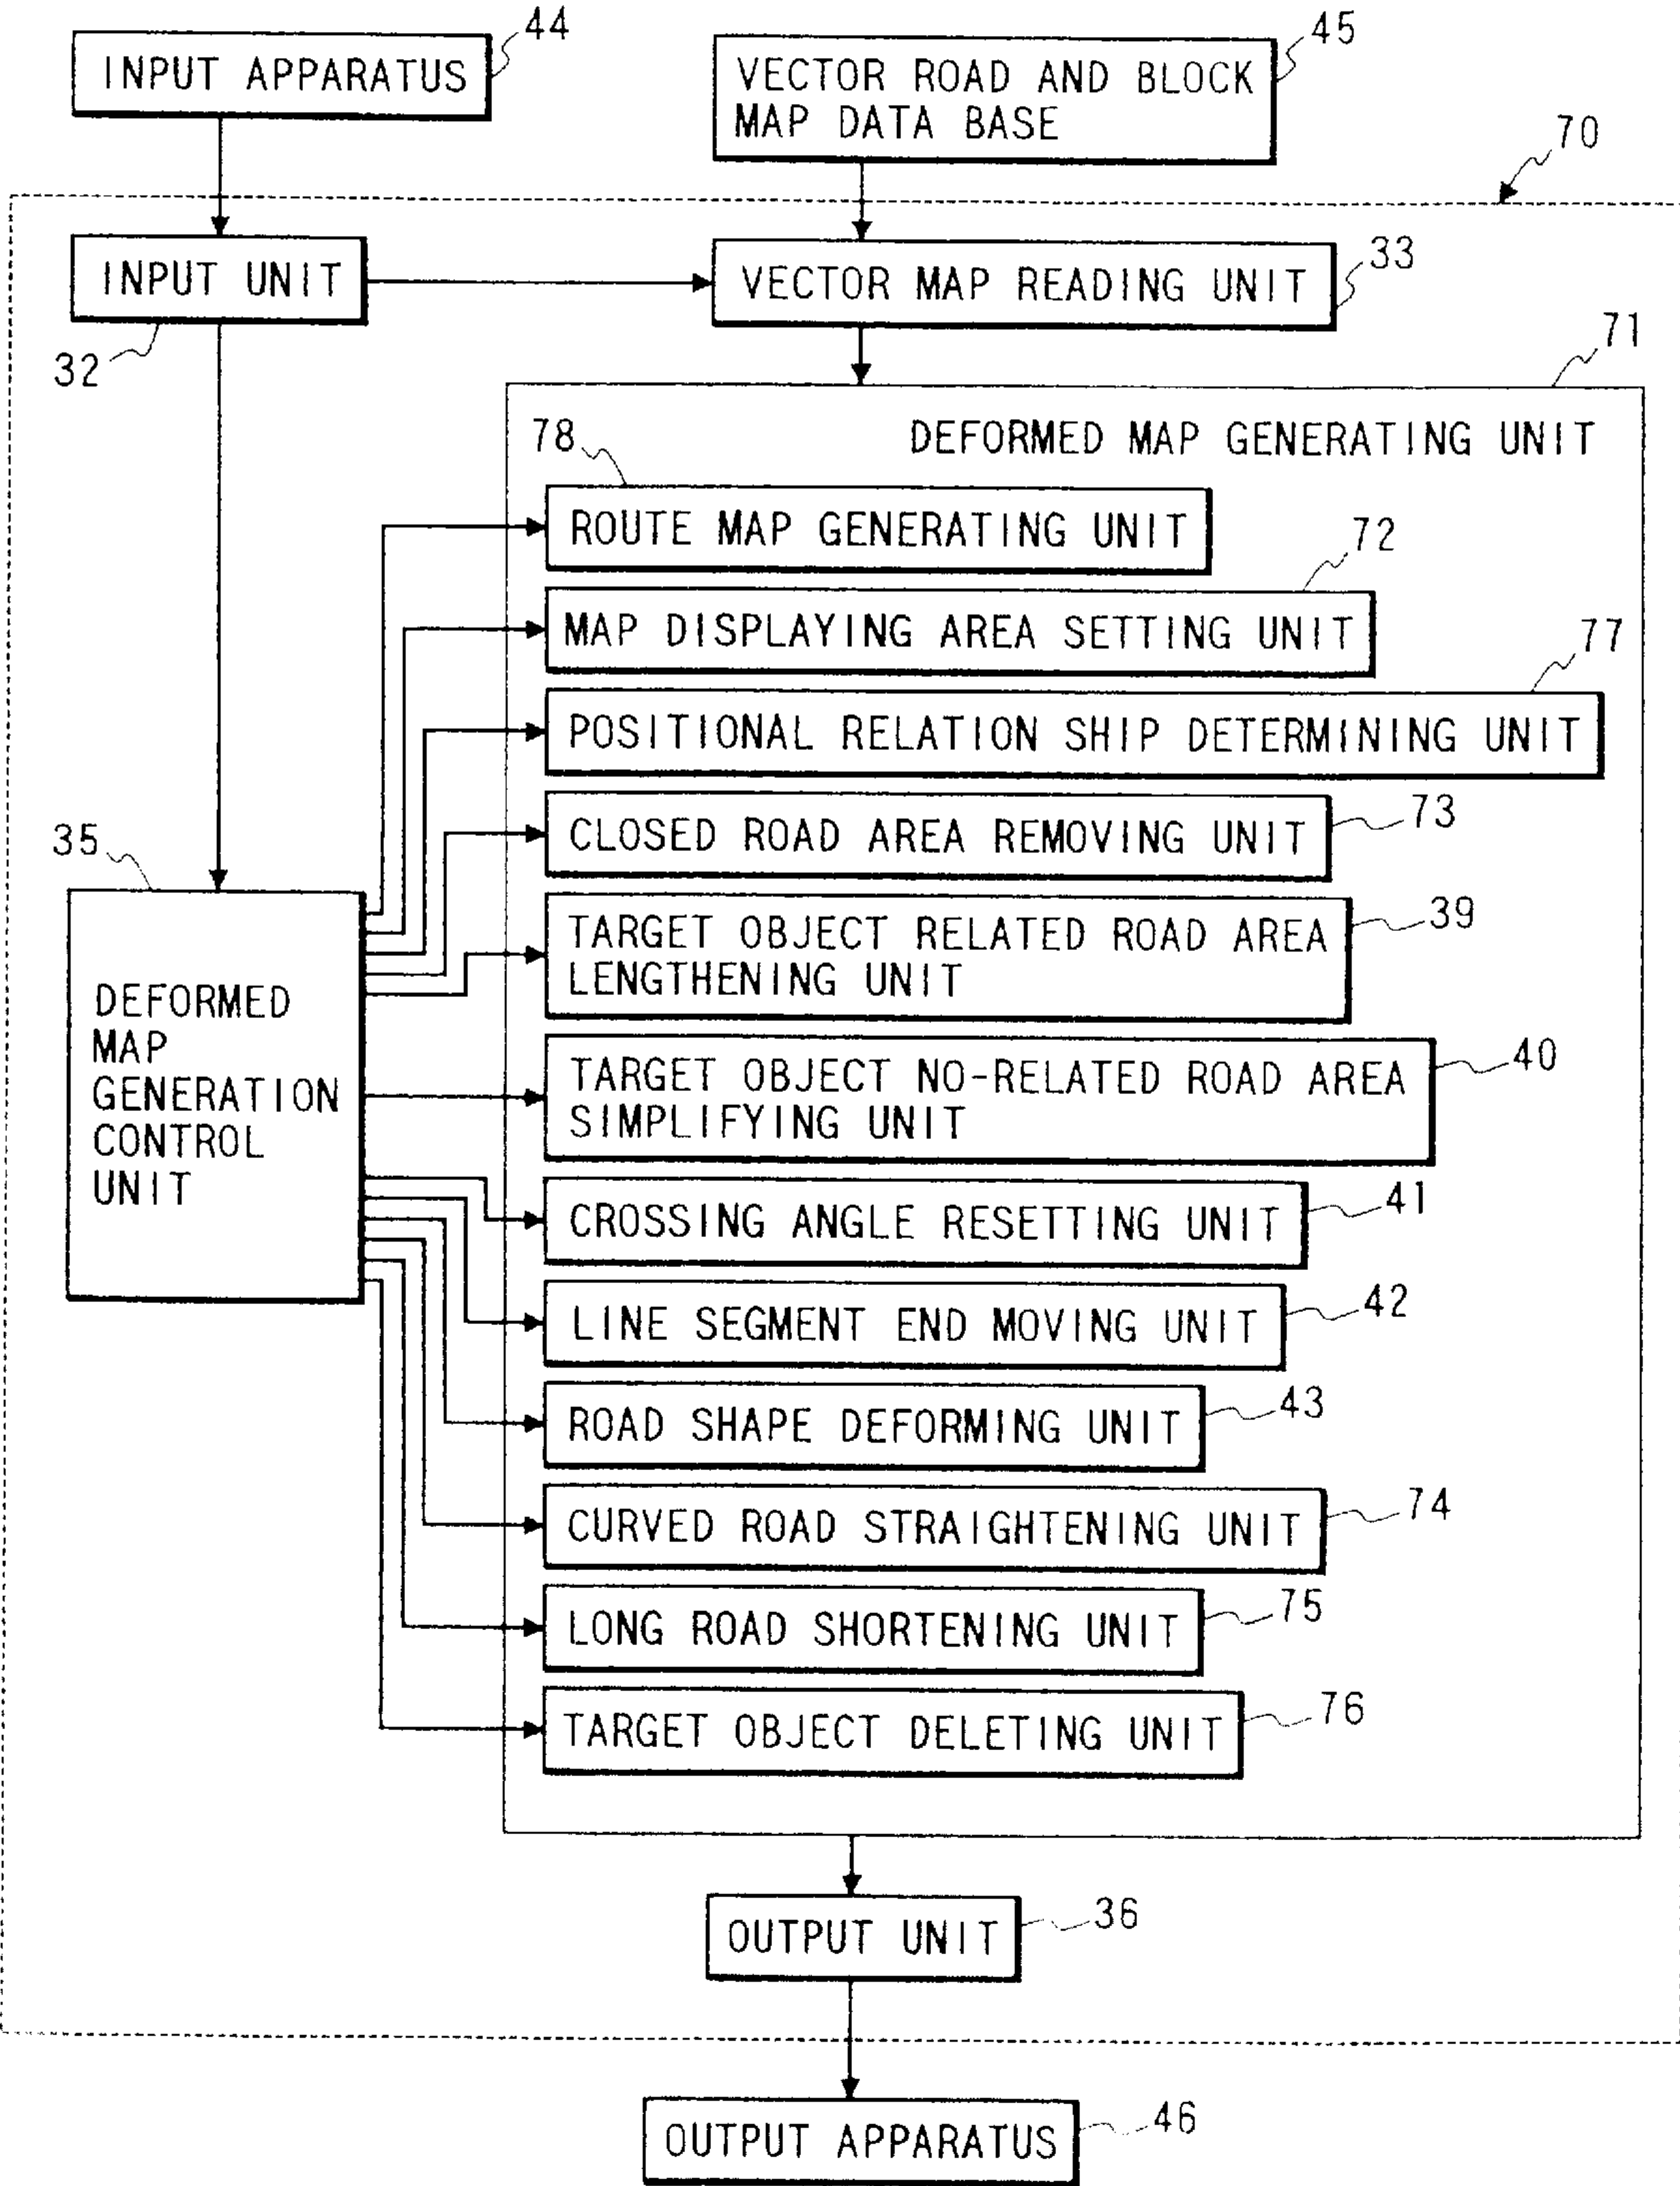 44
INPUT APPARATUS
45
VECTOR ROAD AND BLOCK
MAP DATA BASE
70
INPUT UNIT
32
VECTOR MAP READING UNIT
33
71
DEFORMED MAP GENERATING UNIT
78
ROUTE MAP GENERATING UNIT
72
MAP DISPLAYING AREA SETTING UNIT
77
POSITIONAL RELATION SHIP DETERMINING UNIT
73
CLOSED ROAD AREA REMOVING UNIT
35
DEFORMED
MAP
GENERATION
CONTROL
UNIT
39
TARGET OBJECT RELATED ROAD AREA
LENGTHENING UNIT
40
TARGET OBJECT NO-RELATED ROAD AREA
SIMPLIFYING UNIT
41
CROSSING ANGLE RESETTING UNIT
42
LINE SEGMENT END MOVING UNIT
43
ROAD SHAPE DEFORMING UNIT
74
CURVED ROAD STRAIGHTENING UNIT
75
LONG ROAD SHORTENING UNIT
76
TARGET OBJECT DELETING UNIT
OUTPUT UNIT
36
OUTPUT APPARATUS
46